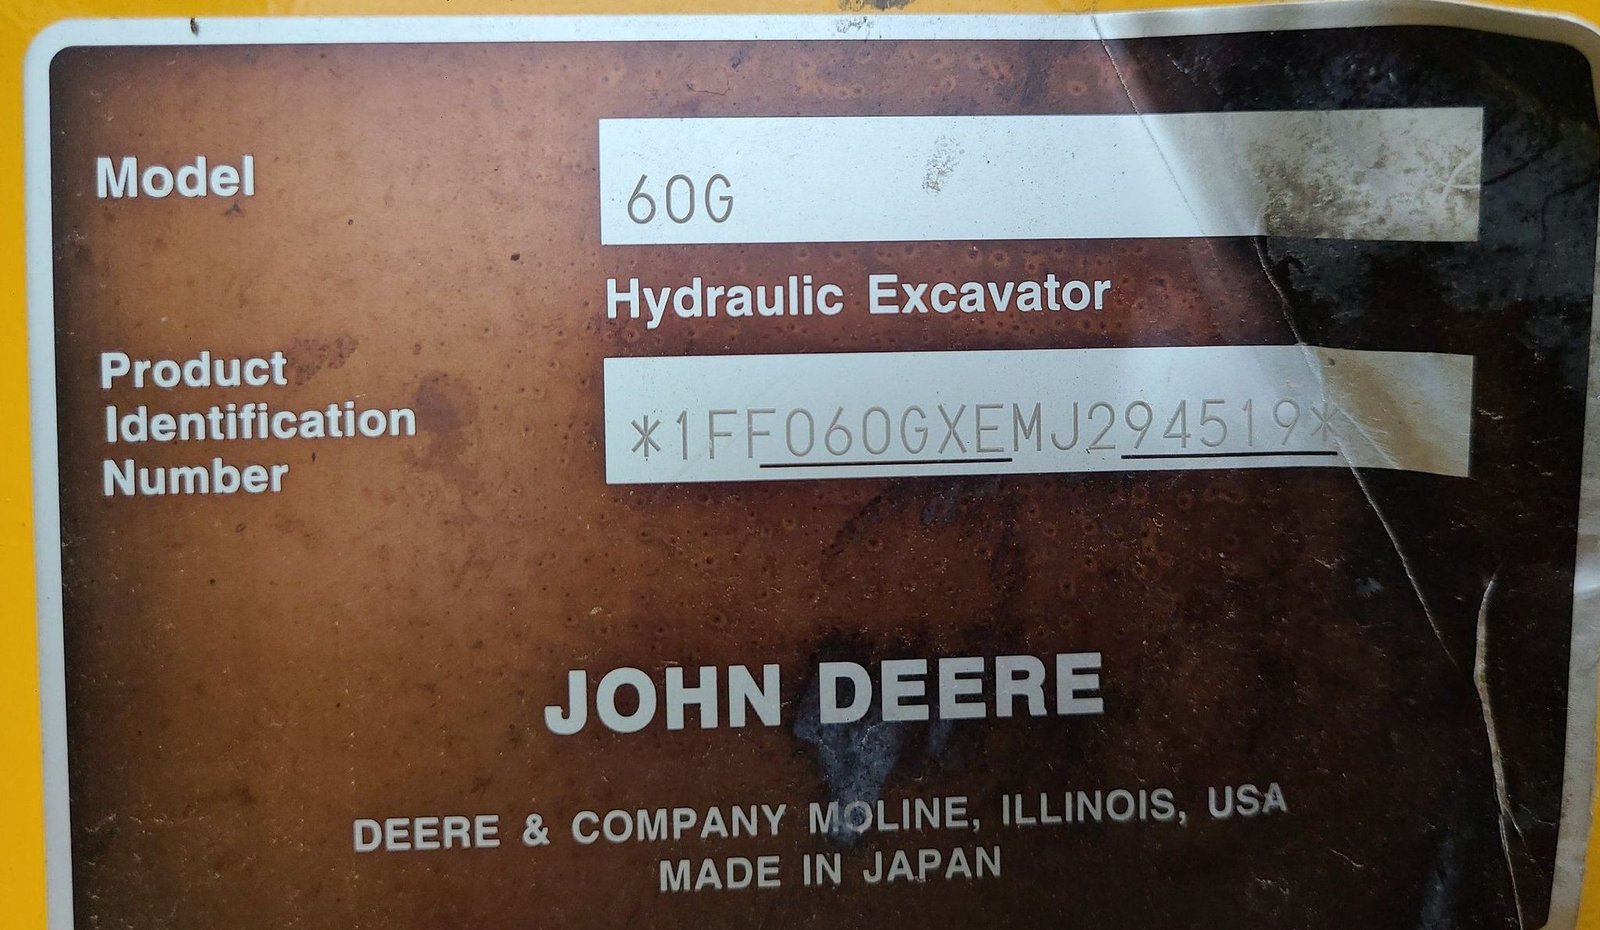 Model
60G
Hydraulic Excavator
Product
Identification
Number
*1FF060GXEMJ294519*
JOHN DEERE
DEERE & COMPANY MOLINE, ILLINOIS, USA
MADE IN JAPAN